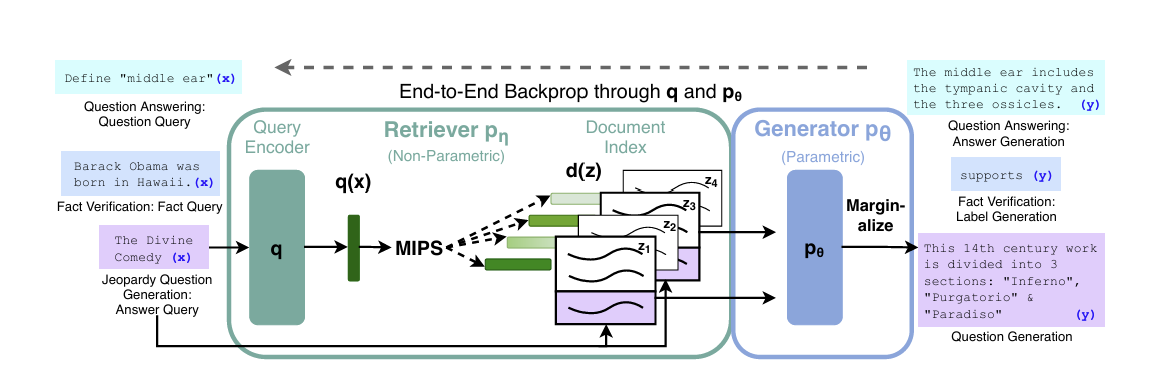 Define "middle ear"(x)
Question Answering:
Question Query
Barack Obama was
born in Hawaii.(x)
Fact Verification: Fact Query
The Divine
Comedy (x)
Jeopardy Question
Generation:
Answer Query
End-to-End Backprop through q and pθ
Query
Encoder
q
q(x)
Retriever pη
(Non-Parametric)
MIPS
Document
Index
d(z)
z4
z3
z2
z1
Generator pθ
(Parametric)
pθ
Margin-
alize
The middle ear includes
the tympanic cavity and
the three ossicles. (y)
Question Answering:
Answer Generation
supports (y)
Fact Verification:
Label Generation
This 14th century work
is divided into 3
sections: "Inferno",
"Purgatorio" &
"Paradiso" (y)
Question Generation